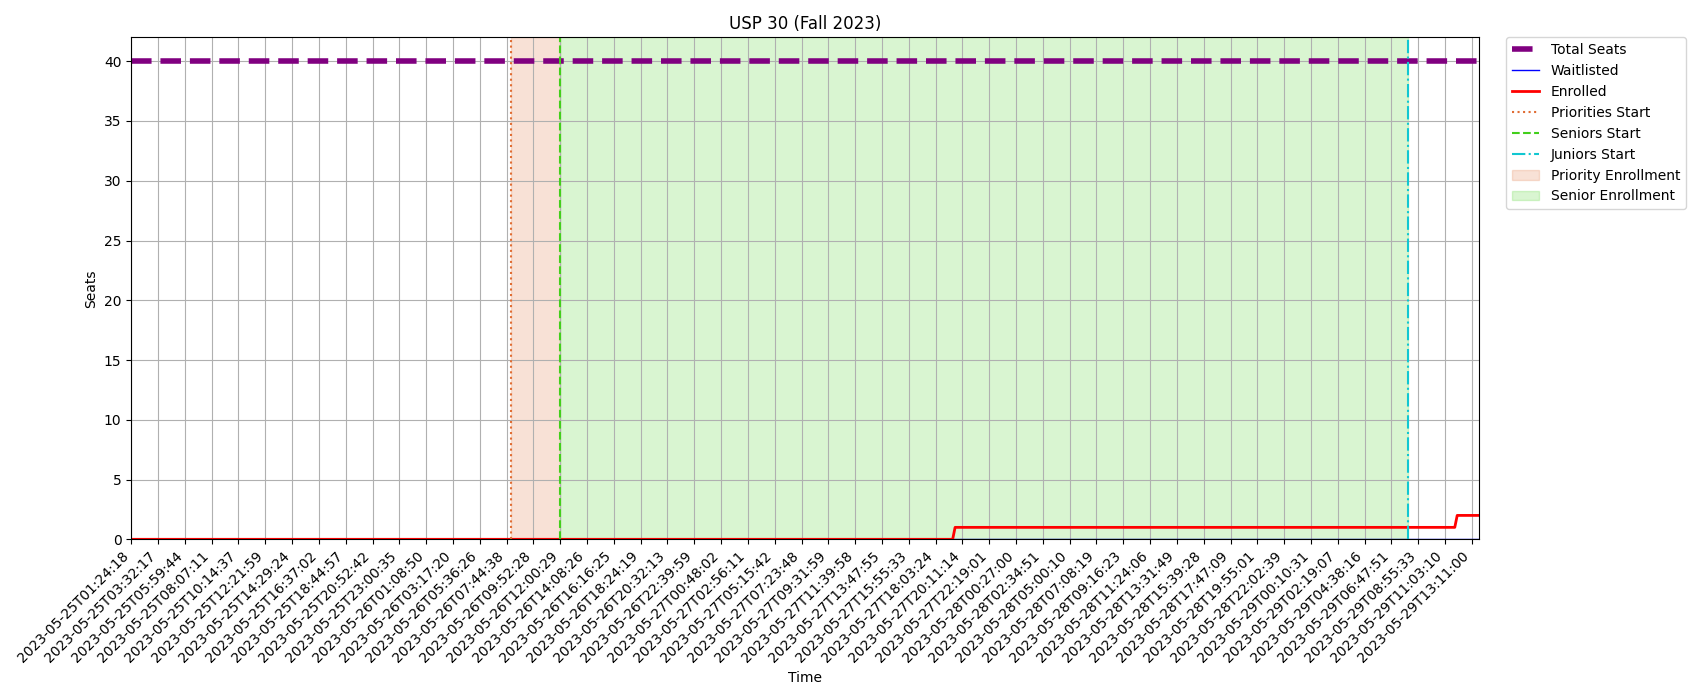 USP 30 (Fall 2023)
40
35
30
25
20
15
10
5
0
Seats
2023-05-25T01:24:18
2023-05-25T03:32:17
2023-05-25T05:59:44
2023-05-25T08:07:11
2023-05-25T10:14:37
2023-05-25T12:21:59
2023-05-25T14:29:24
2023-05-25T16:37:02
2023-05-25T18:44:57
2023-05-25T20:52:42
2023-05-25T23:00:35
2023-05-26T01:08:50
2023-05-26T03:17:20
2023-05-26T05:36:26
2023-05-26T07:44:38
2023-05-26T09:52:28
2023-05-26T12:00:29
2023-05-26T14:08:26
2023-05-26T16:16:25
2023-05-26T18:24:19
2023-05-26T20:32:13
2023-05-26T22:39:59
2023-05-27T00:48:02
2023-05-27T02:56:11
2023-05-27T05:15:42
2023-05-27T07:23:48
2023-05-27T09:31:59
2023-05-27T11:39:58
2023-05-27T13:47:55
2023-05-27T15:55:33
2023-05-27T18:03:24
2023-05-27T20:11:14
2023-05-27T22:19:01
2023-05-28T00:27:00
2023-05-28T02:34:51
2023-05-28T05:00:10
2023-05-28T07:08:19
2023-05-28T09:16:23
2023-05-28T11:24:06
2023-05-28T13:31:49
2023-05-28T15:39:28
2023-05-28T17:47:09
2023-05-28T19:55:01
2023-05-28T22:02:39
2023-05-29T00:10:31
2023-05-29T02:19:07
2023-05-29T04:38:16
2023-05-29T06:47:51
2023-05-29T08:55:33
2023-05-29T11:03:10
2023-05-29T13:11:00
Time
Total Seats
Waitlisted
Enrolled
Priorities Start
Seniors Start
Juniors Start
Priority Enrollment
Senior Enrollment